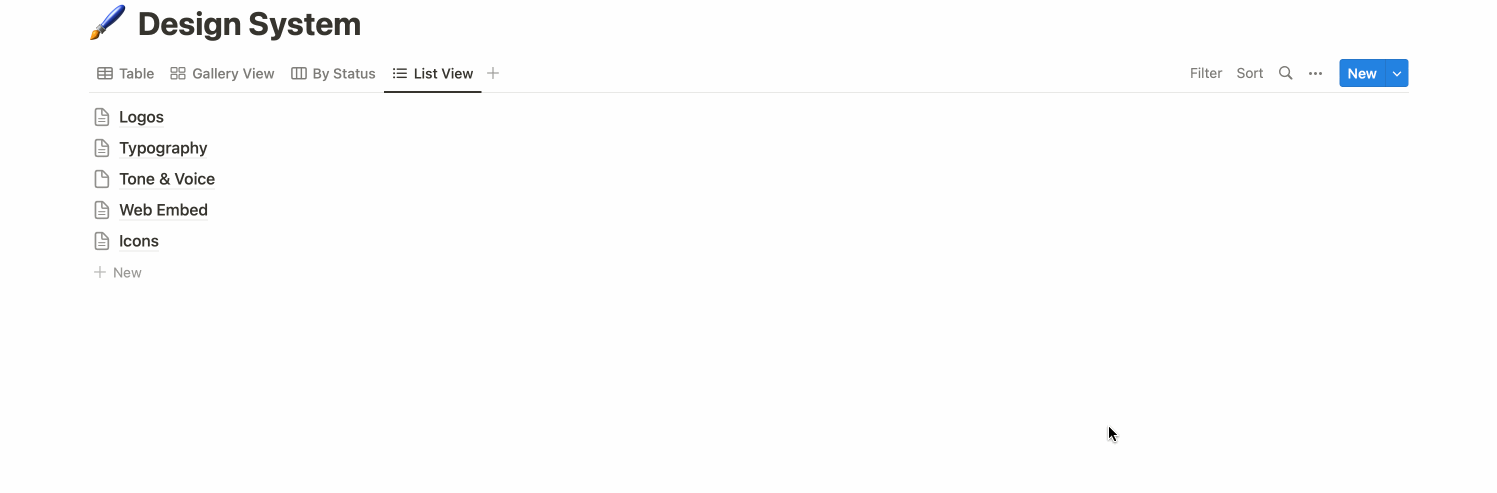 Design System
Table Gallery View By Status List View Filter Sort New
Logos
Typography
Tone & Voice
Web Embed
Icons
New